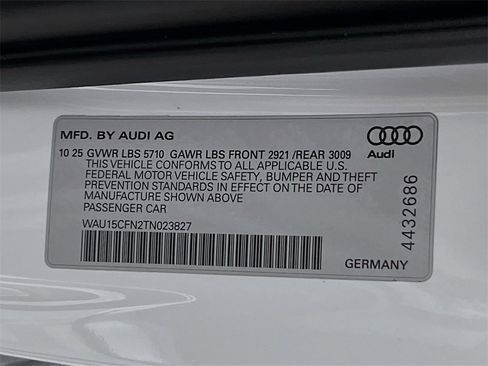 MFD. BY AUDI AG
10 25 GVWR LBS 5710 GAWR LBS FRONT 2921 /REAR 3009
THIS VEHICLE CONFORMS TO ALL APPLICABLE U.S.
FEDERAL MOTOR VEHICLE SAFETY, BUMPER AND THEFT
PREVENTION STANDARDS IN EFFECT ON THE DATE OF
MANUFACTURE SHOWN ABOVE
PASSENGER CAR
WAU15CFN2TN023827
Audi
4432686
GERMANY